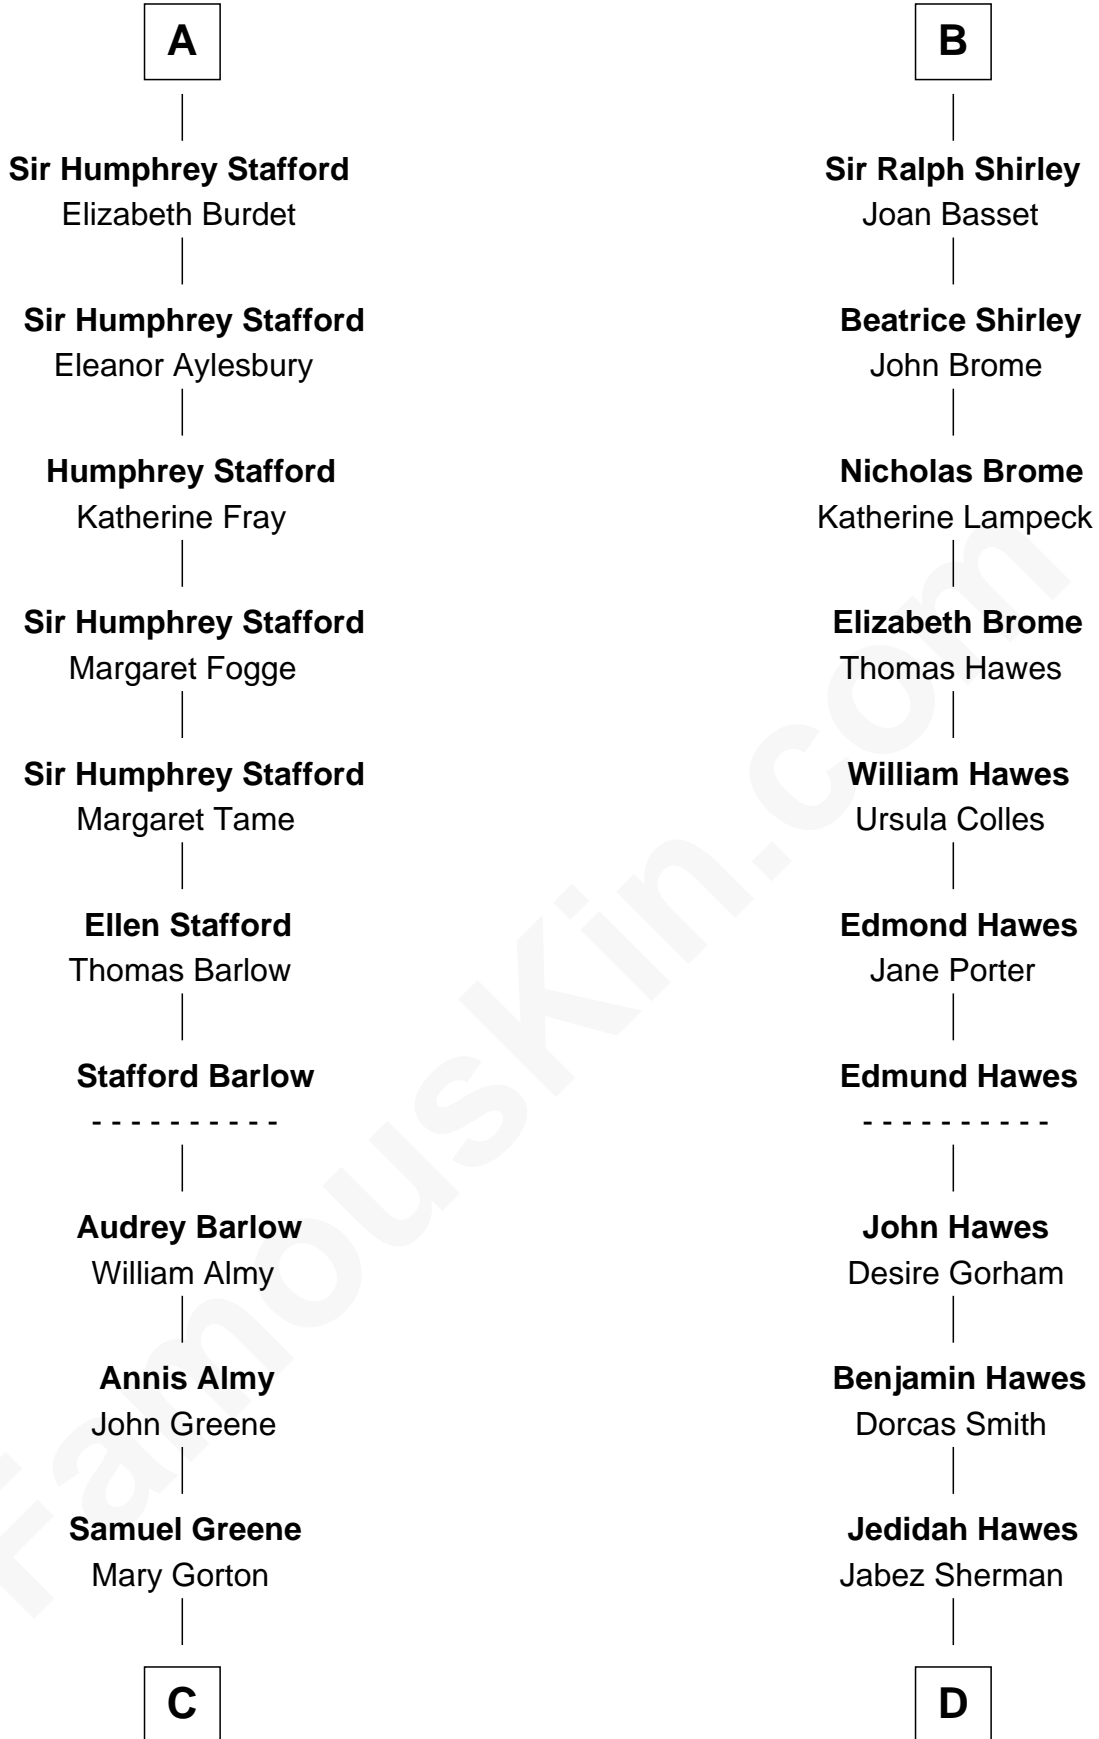 A
Sir Humphrey Stafford
Elizabeth Burdet
Sir Humphrey Stafford
Eleanor Aylesbury
Humphrey Stafford
Katherine Fray
Sir Humphrey Stafford
Margaret Fogge
Sir Humphrey Stafford
Margaret Tame
Ellen Stafford
Thomas Barlow
Stafford Barlow
- - - - - - - - - -
Audrey Barlow
William Almy
Annis Almy
John Greene
Samuel Greene
Mary Gorton
C
B
Sir Ralph Shirley
Joan Basset
Beatrice Shirley
John Brome
Nicholas Brome
Katherine Lampeck
Elizabeth Brome
Thomas Hawes
William Hawes
Ursula Colles
Edmond Hawes
Jane Porter
Edmund Hawes
- - - - - - - - - -
John Hawes
Desire Gorham
Benjamin Hawes
Dorcas Smith
Jedidah Hawes
Jabez Sherman
D
FamousKin.com